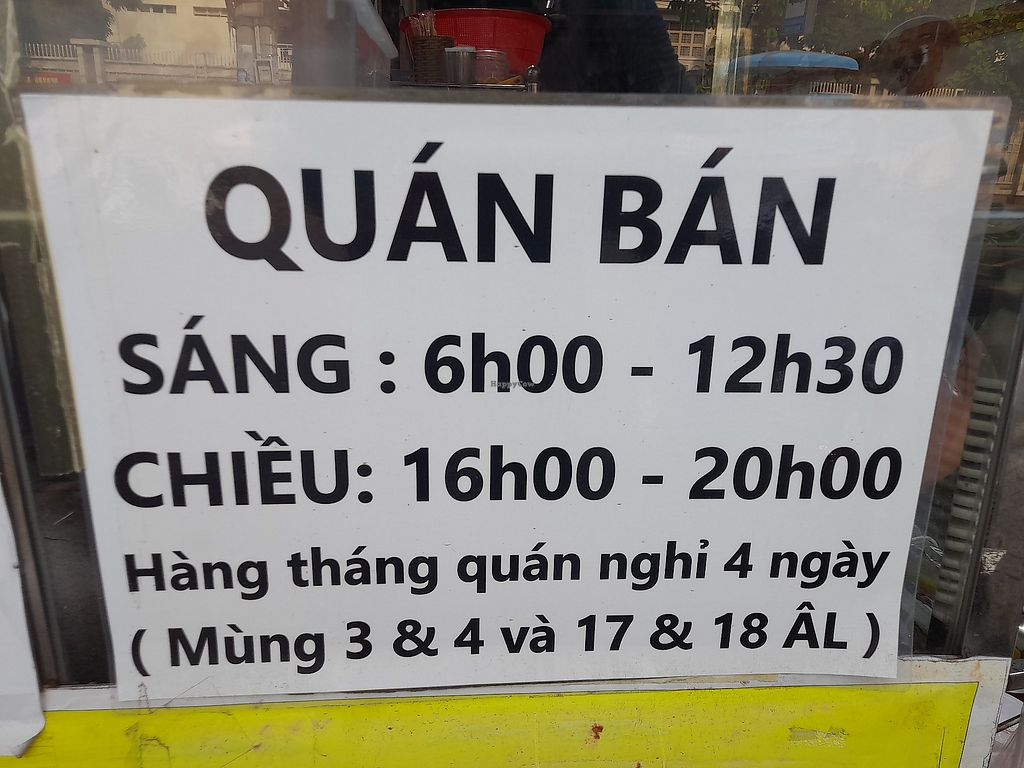 QUÁN BÁN
SÁNG : 6h00 - 12h30
HappyCow
CHIỀU: 16h00 - 20h00
Hàng tháng quán nghỉ 4 ngày
( Mùng 3 & 4 và 17 & 18 ÂL )